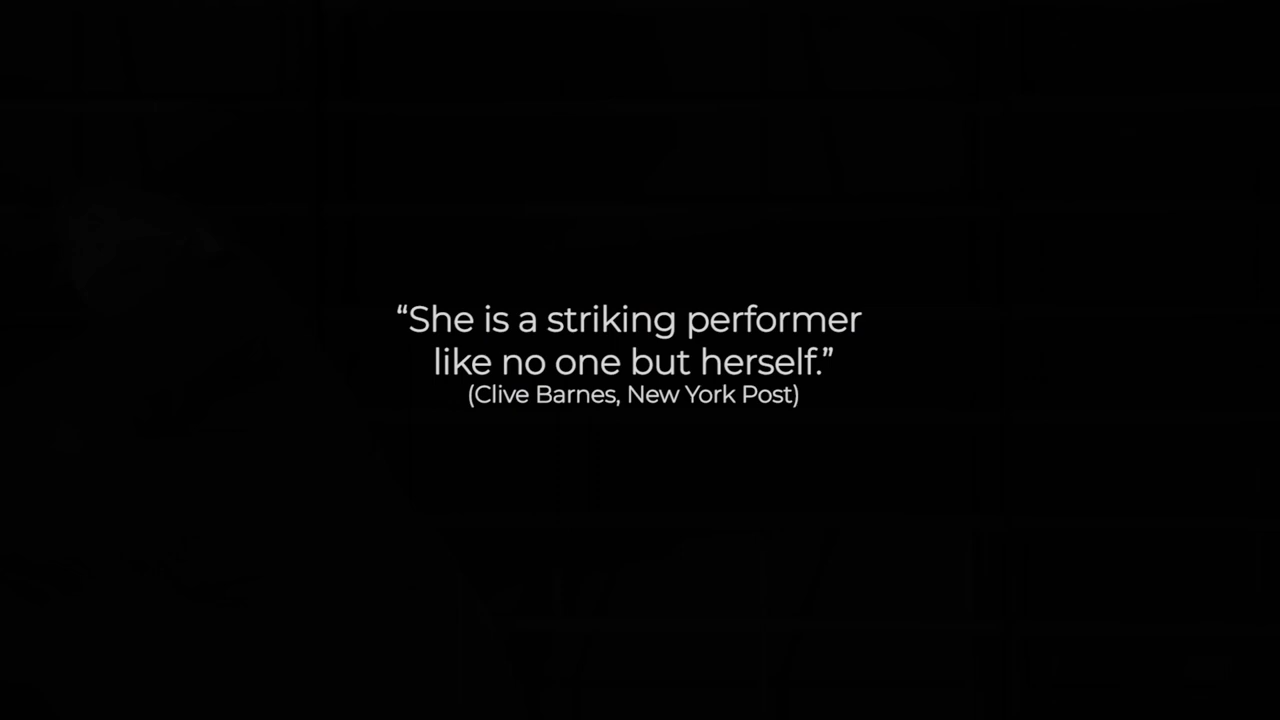 “She is a striking performer
like no one but herself.”
(Clive Barnes, New York Post)